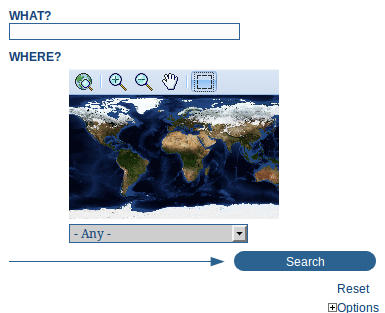 WHAT?
WHERE?
- Any -
Search
Reset
Options